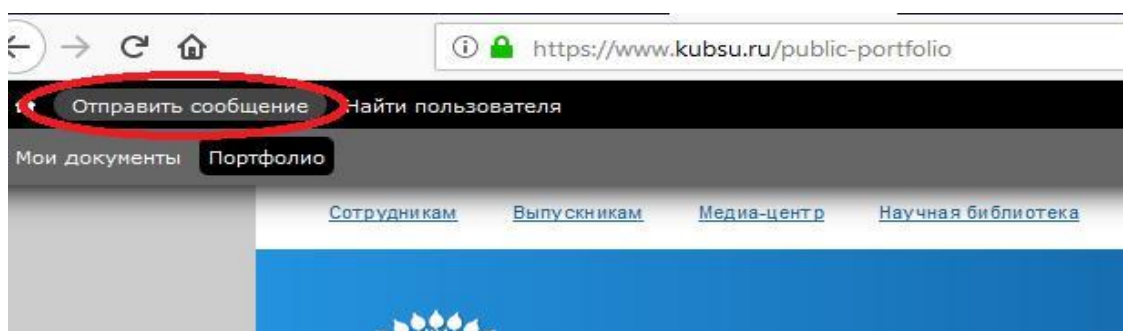 https://www.kubsu.ru/public-portfolio
Отправить сообщение Найти пользователя
Мои документы Портфолио
Сотрудникам Выпускникам Медиа-центр Научная библиотека